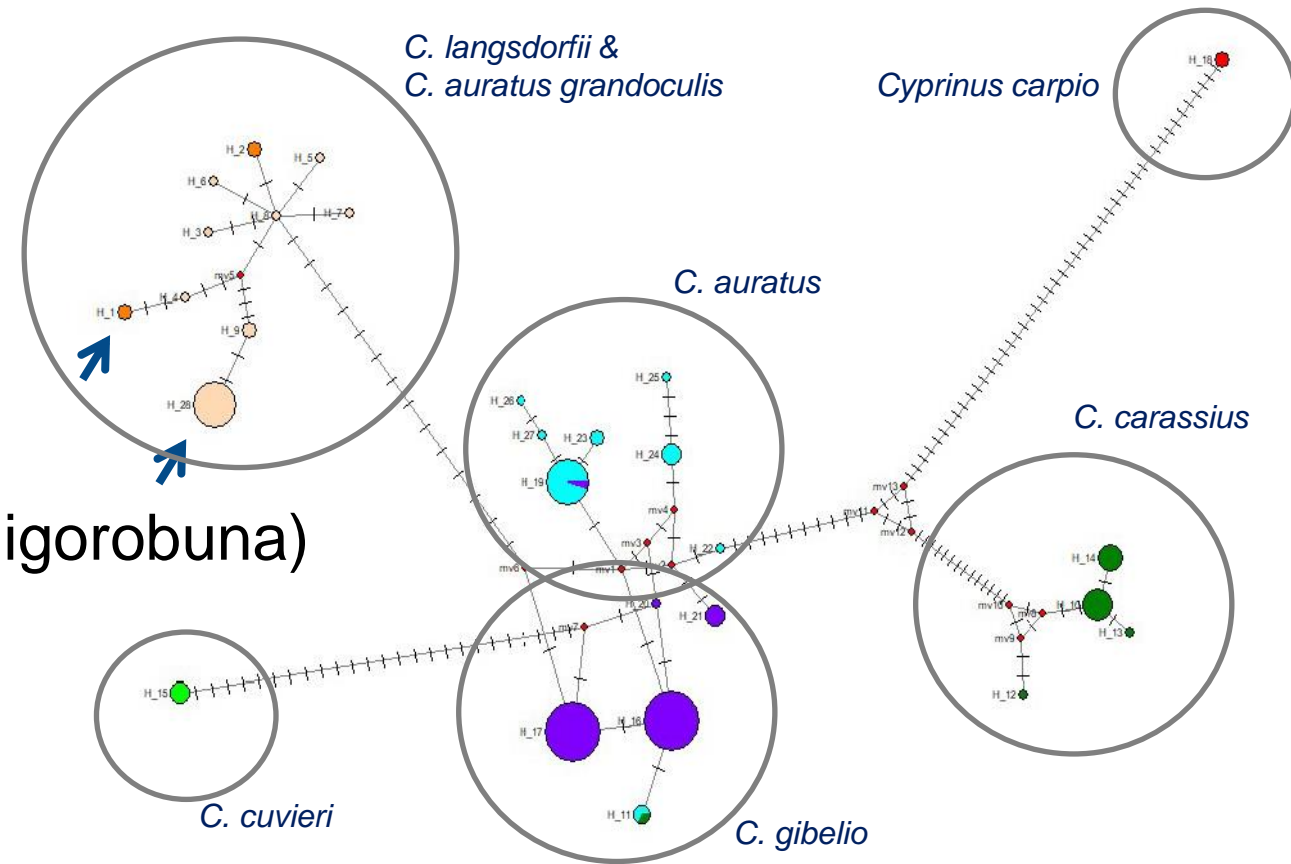 C. langsdorfii &
C. auratus grandoculis
Cyprinus carpio
H_18
H_2
H_5
H_6
H_8
H_7
H_3
mv5
H_4
H_1
H_9
H_28
C. auratus
H_25
H_26
H_27
H_23
H_24
H_19
mv4
mv3
H_22
mv6
mv1
C. carassius
mv13
mv11
mv12
H_14
mv10
mv8
H_10
H_13
mv9
H_12
igorobuna)
H_20
H_21
mv7
H_15
H_17
H_16
H_11
C. cuvieri
C. gibelio